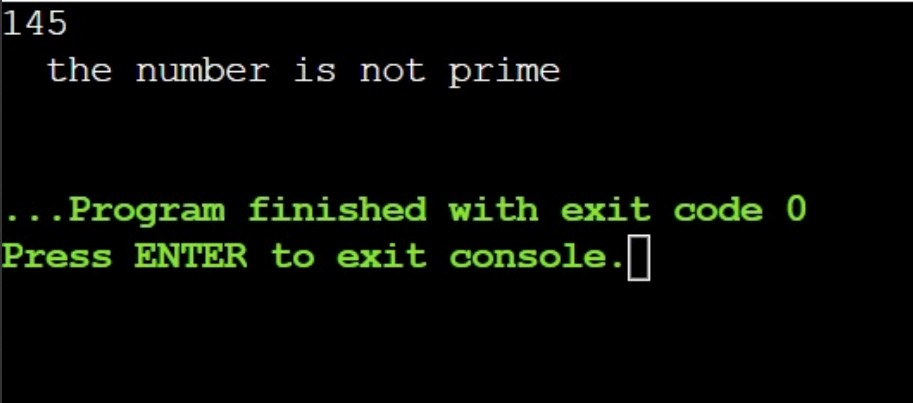 145
the number is not prime
...Program finished with exit code 0
Press ENTER to exit console.